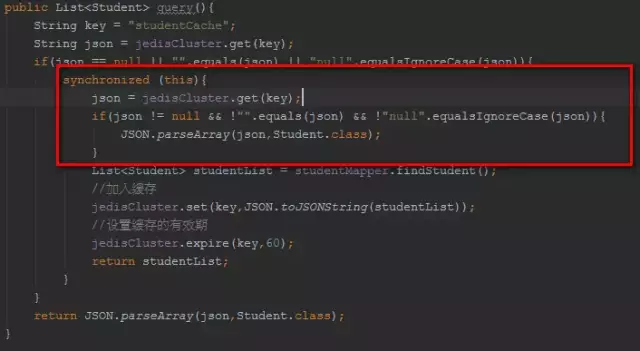 public List<Student> query(){
String key = "studentCache";
String json = jedisCluster.get(key);
if(json == null || "".equals(json) || "null".equalsIgnoreCase(json)){
synchronized (this){
json = jedisCluster.get(key);
if(json != null && !"".equals(json) && !"null".equalsIgnoreCase(json)){
JSON.parseArray(json,Student.class);
}
List<Student> studentList = studentMapper.findStudent();
//加入缓存
jedisCluster.set(key,JSON.toJSONString(studentList));
//设置缓存的有效期
jedisCluster.expire(key,60);
return studentList;
}
}
return JSON.parseArray(json,Student.class);
}